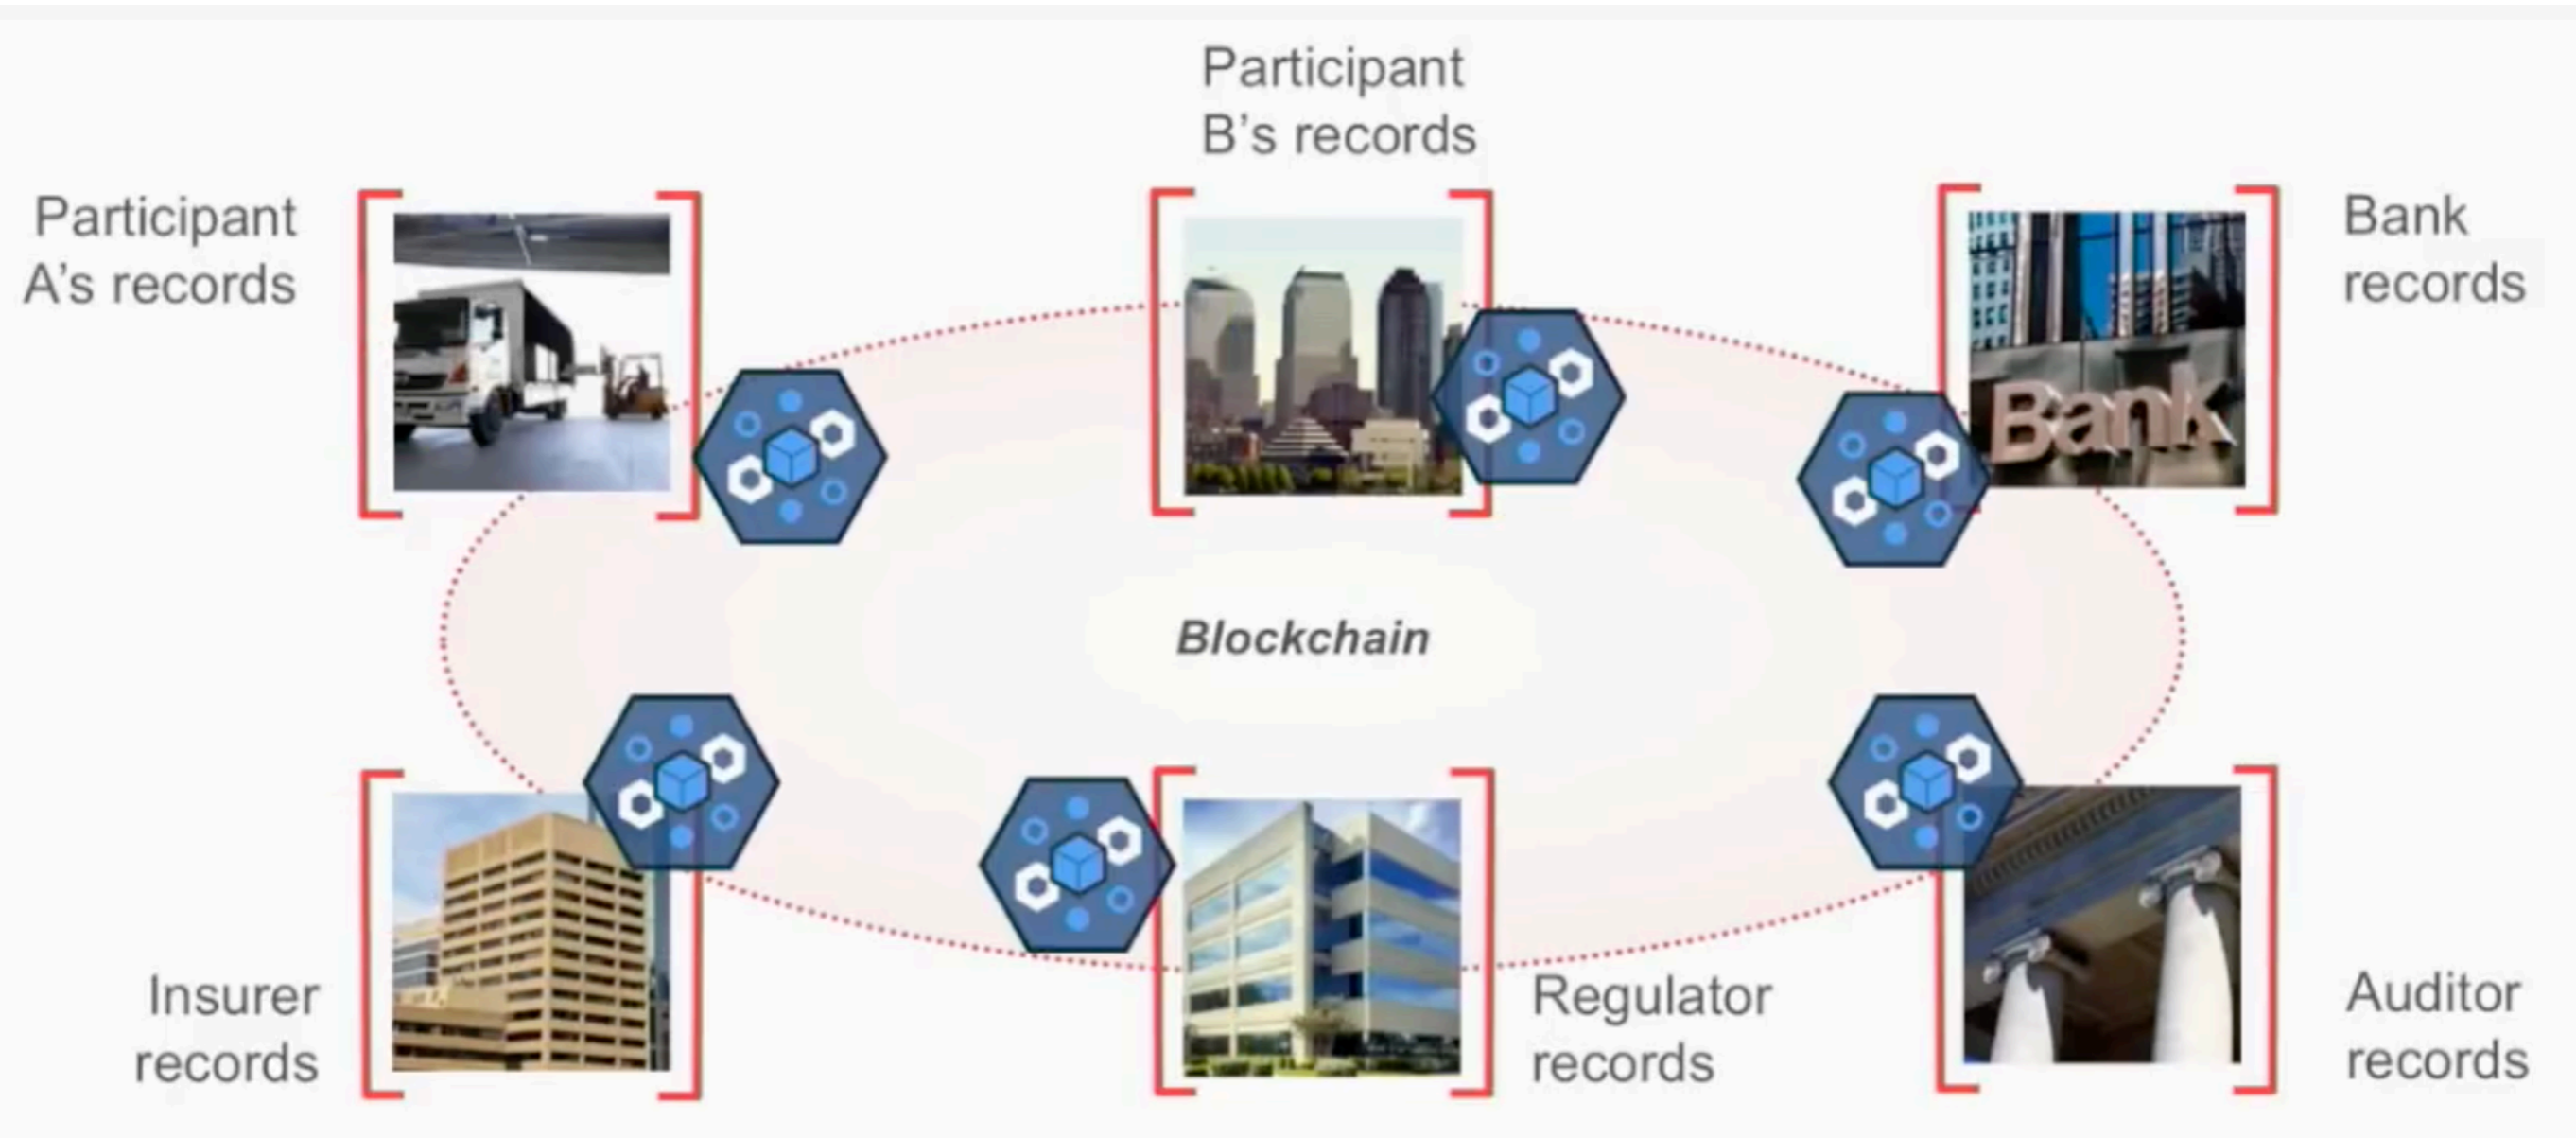 Participant
B's records
Participant
A's records
Bank
records
Bank
Blockchain
Insurer
records
Regulator
records
Auditor
records